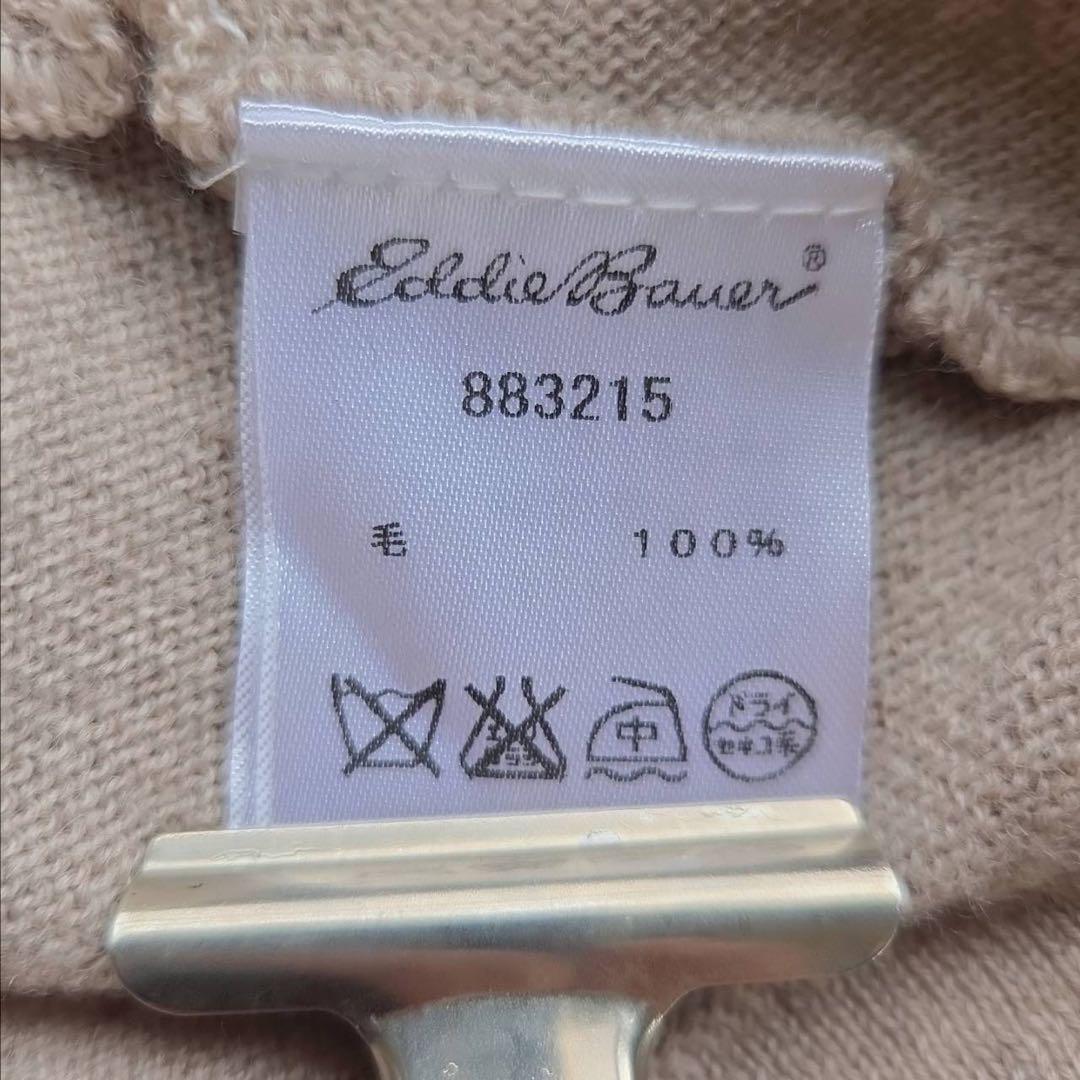 Eddie Bauer®
883215
毛 100%
中
ドライ
セキユ系